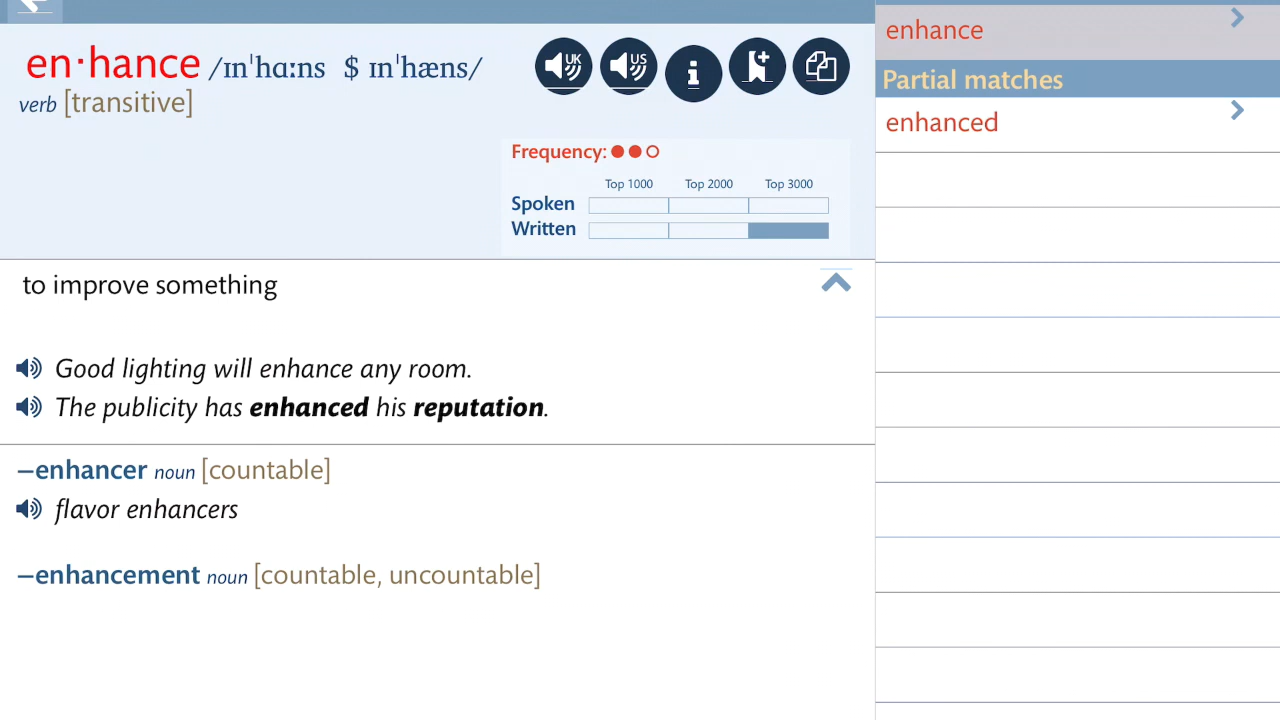 en·hance /ɪnˈhɑːns $ ɪnˈhæns/
UK
US
verb [transitive]
Frequency:
Top 1000 Top 2000 Top 3000
Spoken
Written
to improve something
Good lighting will enhance any room.
The publicity has enhanced his reputation.
–enhancer noun [countable]
flavor enhancers
–enhancement noun [countable, uncountable]
enhance
Partial matches
enhanced